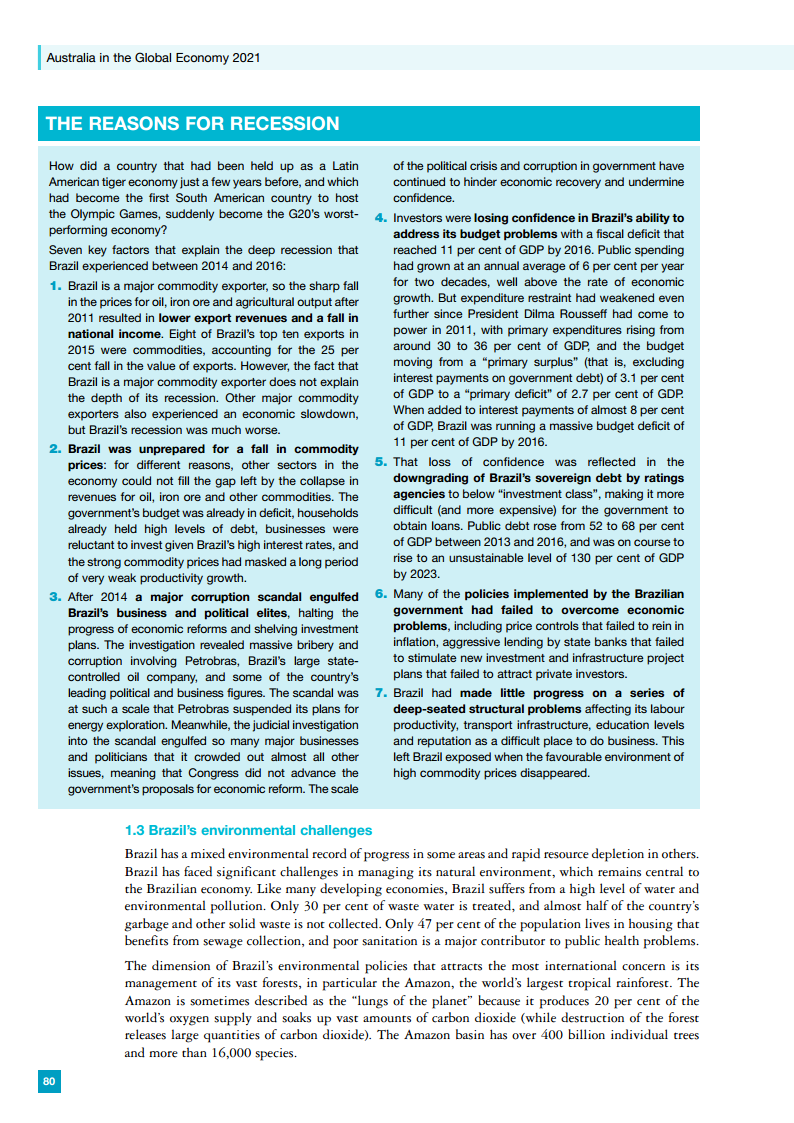 Australia in the Global Economy 2021
THE REASONS FOR RECESSION
How did a country that had been held up as a Latin
American tiger economy just a few years before, and which
had become the first South American country to host
the Olympic Games, suddenly become the G20's worst-
performing economy?
Seven key factors that explain the deep recession that
Brazil experienced between 2014 and 2016:
1. Brazil is a major commodity exporter, so the sharp fall
in the prices for oil, iron ore and agricultural output after
2011 resulted in lower export revenues and a fall in
national income. Eight of Brazil's top ten exports in
2015 were commodities, accounting for the 25 per
cent fall in the value of exports. However, the fact that
Brazil is a major commodity exporter does not explain
the depth of its recession. Other major commodity
exporters also experienced an economic slowdown,
but Brazil's recession was much worse.
2. Brazil was unprepared for a fall in commodity
prices: for different reasons, other sectors in the
economy could not fill the gap left by the collapse in
revenues for oil, iron ore and other commodities. The
government's budget was already in deficit, households
already held high levels of debt, businesses were
reluctant to invest given Brazil's high interest rates, and
the strong commodity prices had masked a long period
of very weak productivity growth.
3. After 2014 a major corruption scandal engulfed
Brazil's business and political elites, halting the
progress of economic reforms and shelving investment
plans. The investigation revealed massive bribery and
corruption involving Petrobras, Brazil's large state-
controlled oil company, and some of the country's
leading political and business figures. The scandal was
at such a scale that Petrobras suspended its plans for
energy exploration. Meanwhile, the judicial investigation
into the scandal engulfed so many major businesses
and politicians that it crowded out almost all other
issues, meaning that Congress did not advance the
government's proposals for economic reform. The scale
of the political crisis and corruption in government have
continued to hinder economic recovery and undermine
confidence.
4. Investors were losing confidence in Brazil's ability to
address its budget problems with a fiscal deficit that
reached 11 per cent of GDP by 2016. Public spending
had grown at an annual average of 6 per cent per year
for two decades, well above the rate of economic
growth. But expenditure restraint had weakened even
further since President Dilma Rousseff had come to
power in 2011, with primary expenditures rising from
around 30 to 36 per cent of GDP, and the budget
moving from a "primary surplus" (that is, excluding
interest payments on government debt) of 3.1 per cent
of GDP to a "primary deficit" of 2.7 per cent of GDP.
When added to interest payments of almost 8 per cent
of GDP, Brazil was running a massive budget deficit of
11 per cent of GDP by 2016.
5. That loss of confidence was reflected in the
downgrading of Brazil's sovereign debt by ratings
agencies to below "investment class", making it more
difficult (and more expensive) for the government to
obtain loans. Public debt rose from 52 to 68 per cent
of GDP between 2013 and 2016, and was on course to
rise to an unsustainable level of 130 per cent of GDP
by 2023.
6. Many of the policies implemented by the Brazilian
government had failed to overcome economic
problems, including price controls that failed to rein in
inflation, aggressive lending by state banks that failed
to stimulate new investment and infrastructure project
plans that failed to attract private investors.
7. Brazil had made little progress on a series of
deep-seated structural problems affecting its labour
productivity, transport infrastructure, education levels
and reputation as a difficult place to do business. This
left Brazil exposed when the favourable environment of
high commodity prices disappeared.
1.3 Brazil's environmental challenges
Brazil has a mixed environmental record of progress in some areas and rapid resource depletion in others.
Brazil has faced significant challenges in managing its natural environment, which remains central to
the Brazilian economy. Like many developing economies, Brazil suffers from a high level of water and
environmental pollution. Only 30 per cent of waste water is treated, and almost half of the country's
garbage and other solid waste is not collected. Only 47 per cent of the population lives in housing that
benefits from sewage collection, and poor sanitation is a major contributor to public health problems.
The dimension of Brazil's environmental policies that attracts the most international concern is its
management of its vast forests, in particular the Amazon, the world's largest tropical rainforest. The
Amazon is sometimes described as the "lungs of the planet" because it produces 20 per cent of the
world's oxygen supply and soaks up vast amounts of carbon dioxide (while destruction of the forest
releases large quantities of carbon dioxide). The Amazon basin has over 400 billion individual trees
and more than 16,000 species.
80